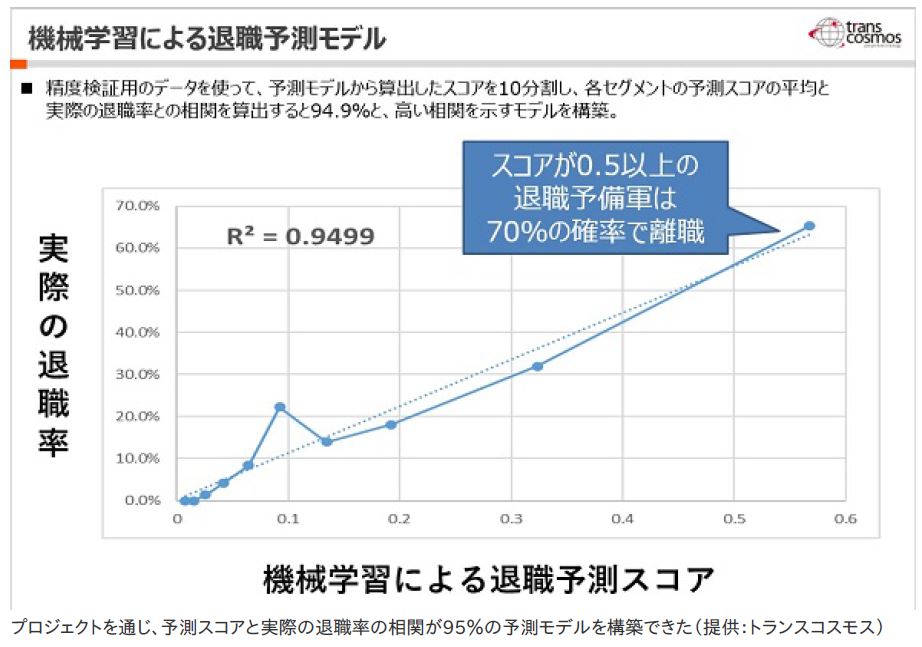 機械学習による退職予測モデル
trans
cosmos
■ 精度検証用のデータを使って、予測モデルから算出したスコアを10分割し、各セグメントの予測スコアの平均と
実際の退職率との相関を算出すると94.9%と、高い相関を示すモデルを構築。
スコアが0.5以上の
退職予備軍は
70%の確率で離職
R² = 0.9499
実際の退職率
70.0%
60.0%
50.0%
40.0%
30.0%
20.0%
10.0%
0.0%
0 0.1 0.2 0.3 0.4 0.5 0.6
機械学習による退職予測スコア
プロジェクトを通じ、予測スコアと実際の退職率の相関が95%の予測モデルを構築できた(提供:トランスコスモス)